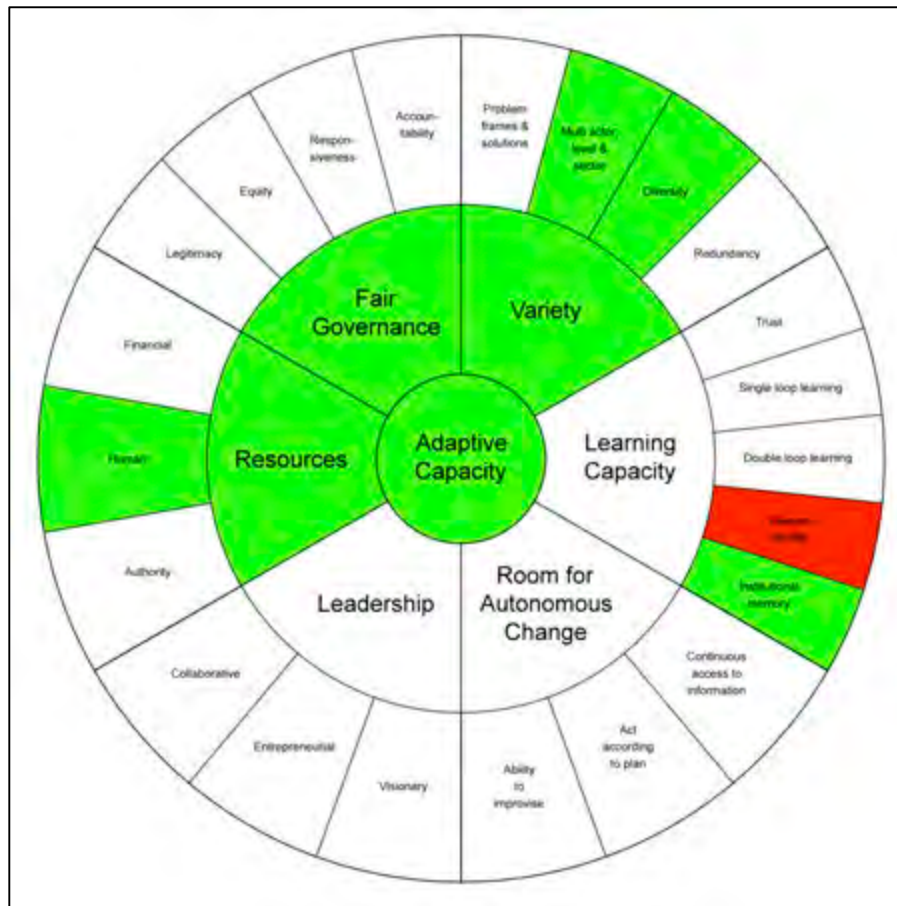 Accoun-
tability
Respon-
siveness
Equity
Legitimacy
Problem
frames &
solutions
Multi actor,
level &
sector
Diversity
Redundancy
Trust
Single loop learning
Double loop learning
Institutional
memory
Continuous
access to
information
Act
according
to plan
Ability
to
improvise
Visionary
Entrepreneurial
Collaborative
Authority
Human
Financial
Fair
Governance
Variety
Learning
Capacity
Room for
Autonomous
Change
Leadership
Resources
Adaptive
Capacity